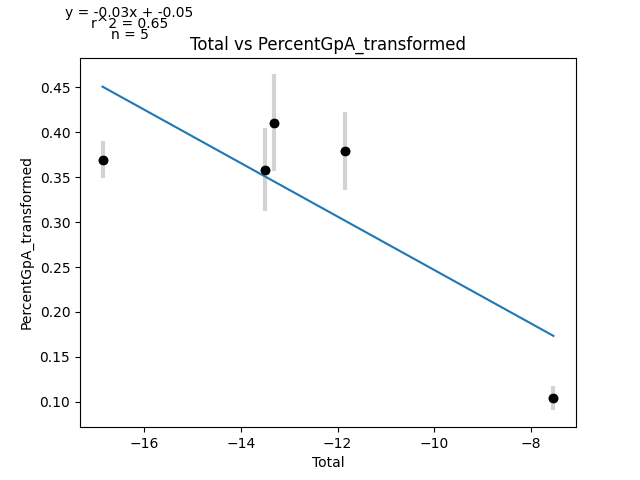 y = -0.03x + -0.05
r^2 = 0.65
n = 5
Total vs PercentGpA_transformed
PercentGpA_transformed
0.45
0.40
0.35
0.30
0.25
0.20
0.15
0.10
−16
−14
−12
−10
−8
Total